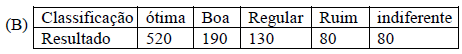 (B) Classificação ótima Boa Regular Ruim indiferente
Resultado 520 190 130 80 80